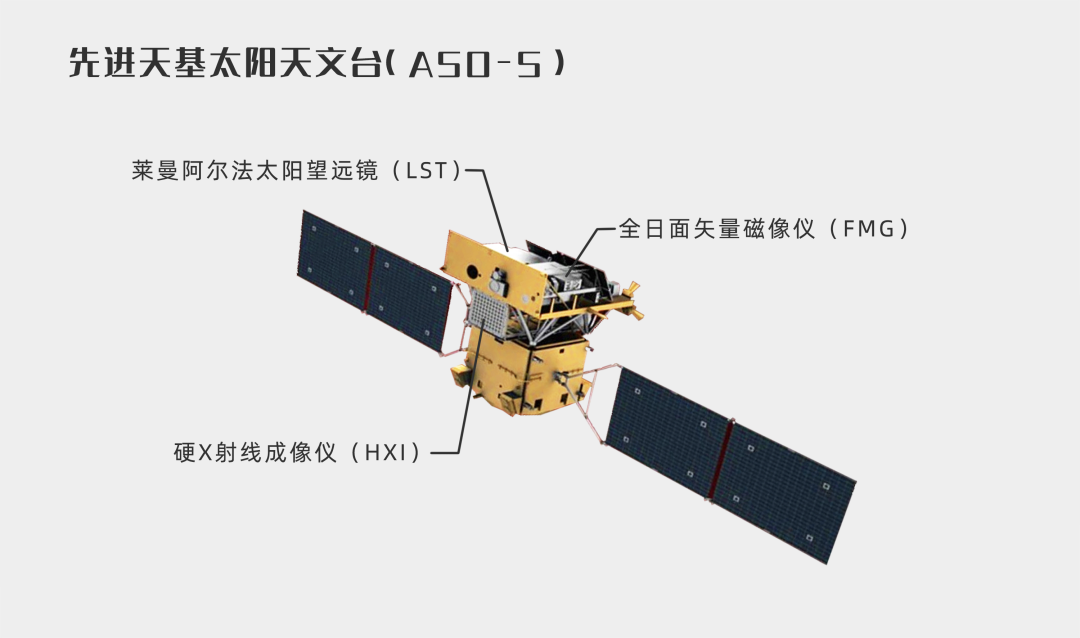 先进天基太阳天文台(ASO-S)
莱曼阿尔法太阳望远镜（LST）
全日面矢量磁像仪（FMG）
硬X射线成像仪（HXI）